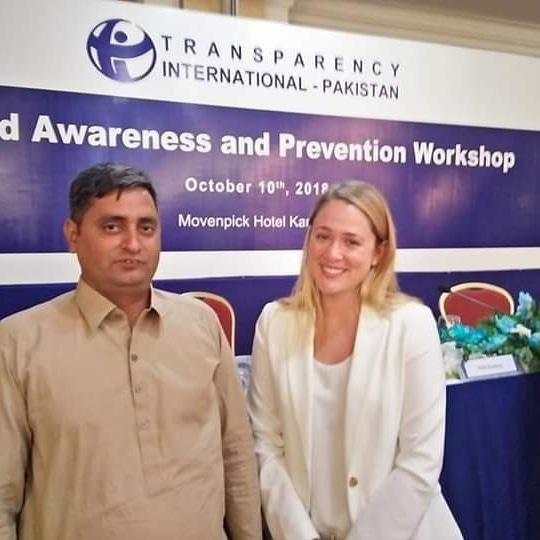 TRANSPARENCY
INTERNATIONAL - PAKISTAN
d Awareness and Prevention Workshop
October 10th, 2018
Movenpick Hotel Kar